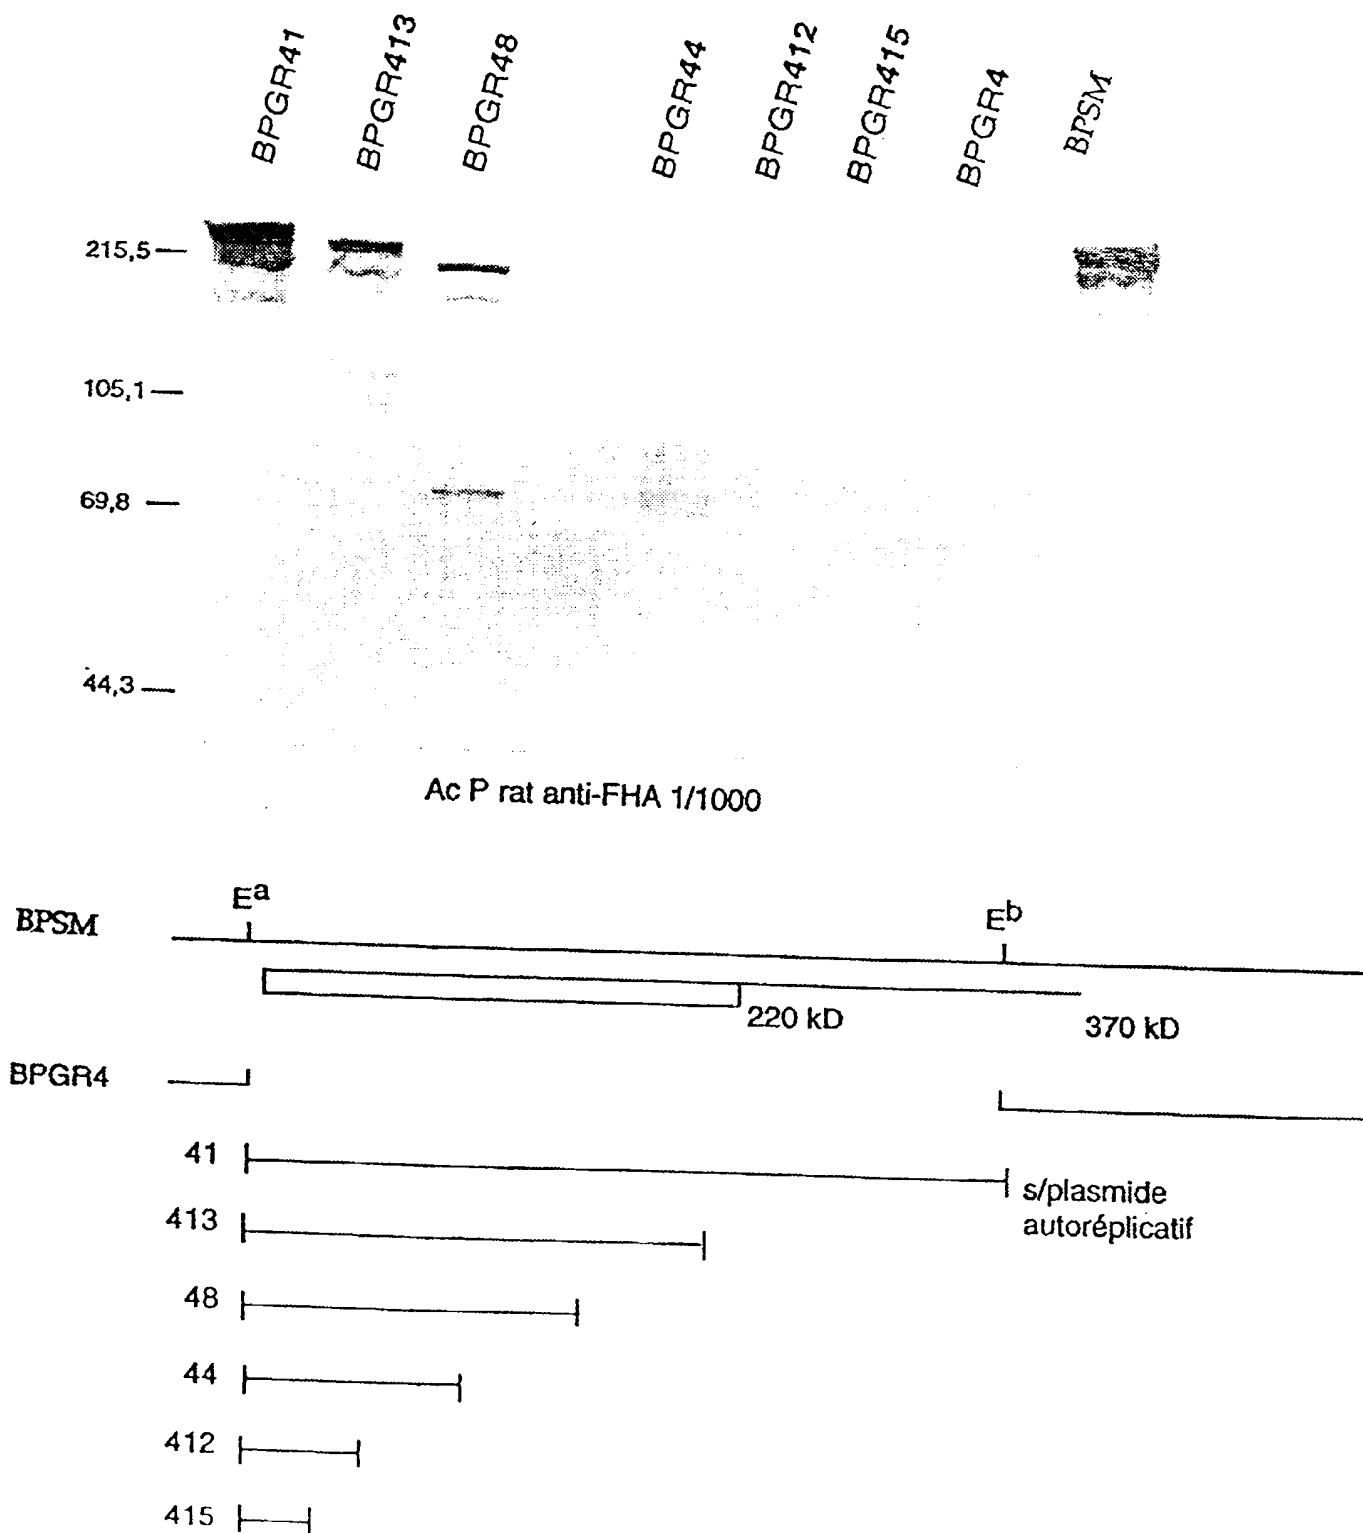 BPGR41 BPGR413 BPGR48 BPGR44 BPGR412 BPGR415 BPGR4 BPSM
215,5
105,1
69,8
44,3
Ac P rat anti-FHA 1/1000
Eª Eᵇ
BPSM
220 kD 370 kD
BPGR4
41
s/plasmide
autoréplicatif
413
48
44
412
415